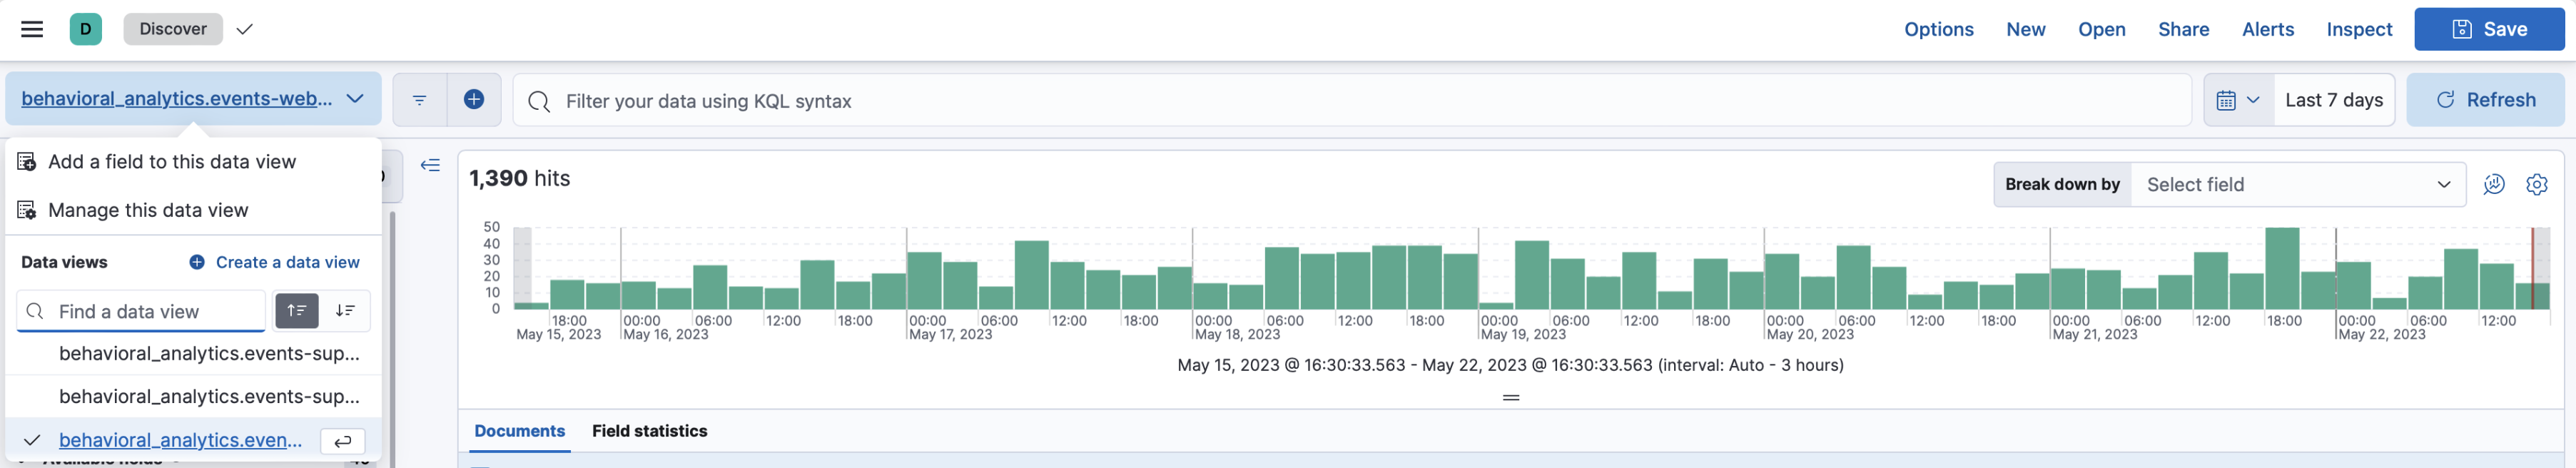 D Discover Options New Open Share Alerts Inspect Save
behavioral_analytics.events-web... Filter your data using KQL syntax Last 7 days Refresh
Add a field to this data view
Manage this data view
Data views Create a data view
Find a data view
behavioral_analytics.events-sup...
behavioral_analytics.events-sup...
behavioral_analytics.even...
Available fields
1,390 hits
Break down by Select field
50
40
30
20
10
0
18:00 00:00 06:00 12:00 18:00 00:00 06:00 12:00 18:00 00:00 06:00 12:00 18:00 00:00 06:00 12:00 18:00 00:00 06:00 12:00 18:00 00:00 06:00 12:00 18:00 00:00 06:00 12:00
May 15, 2023 May 16, 2023 May 17, 2023 May 18, 2023 May 19, 2023 May 20, 2023 May 21, 2023 May 22, 2023
May 15, 2023 @ 16:30:33.563 - May 22, 2023 @ 16:30:33.563 (interval: Auto - 3 hours)
Documents Field statistics